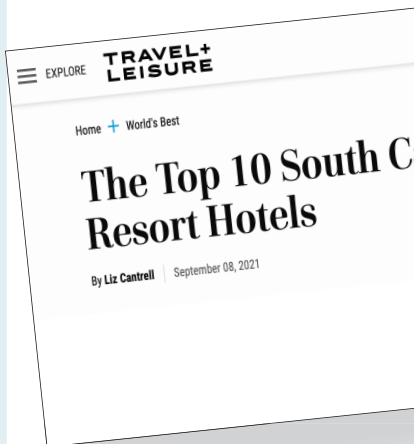 EXPLORE
TRAVEL+
LEISURE
Home + World's Best
The Top 10 South
Resort Hotels
By Liz Cantrell | September 08, 2021